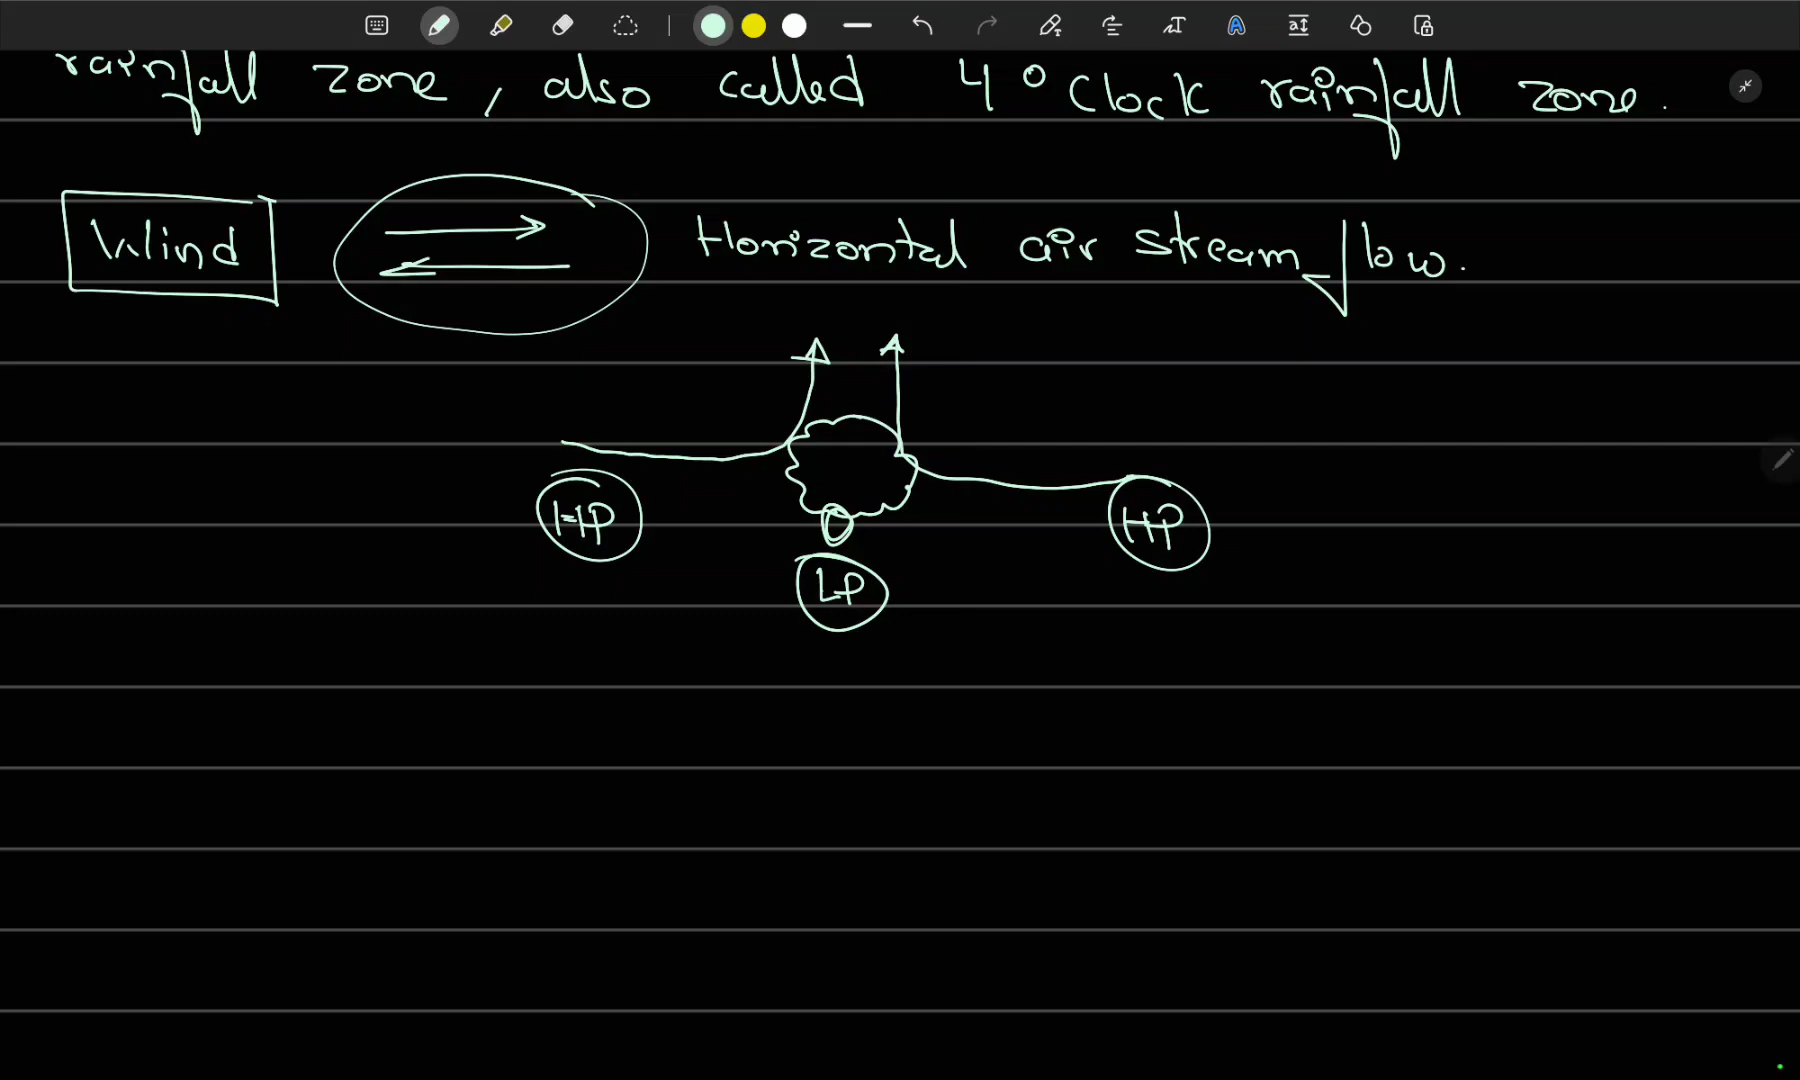 rainfall zone, also called 4°Clock rainfall zone.
Wind Horizontal air stream flow.
HP HP
LP